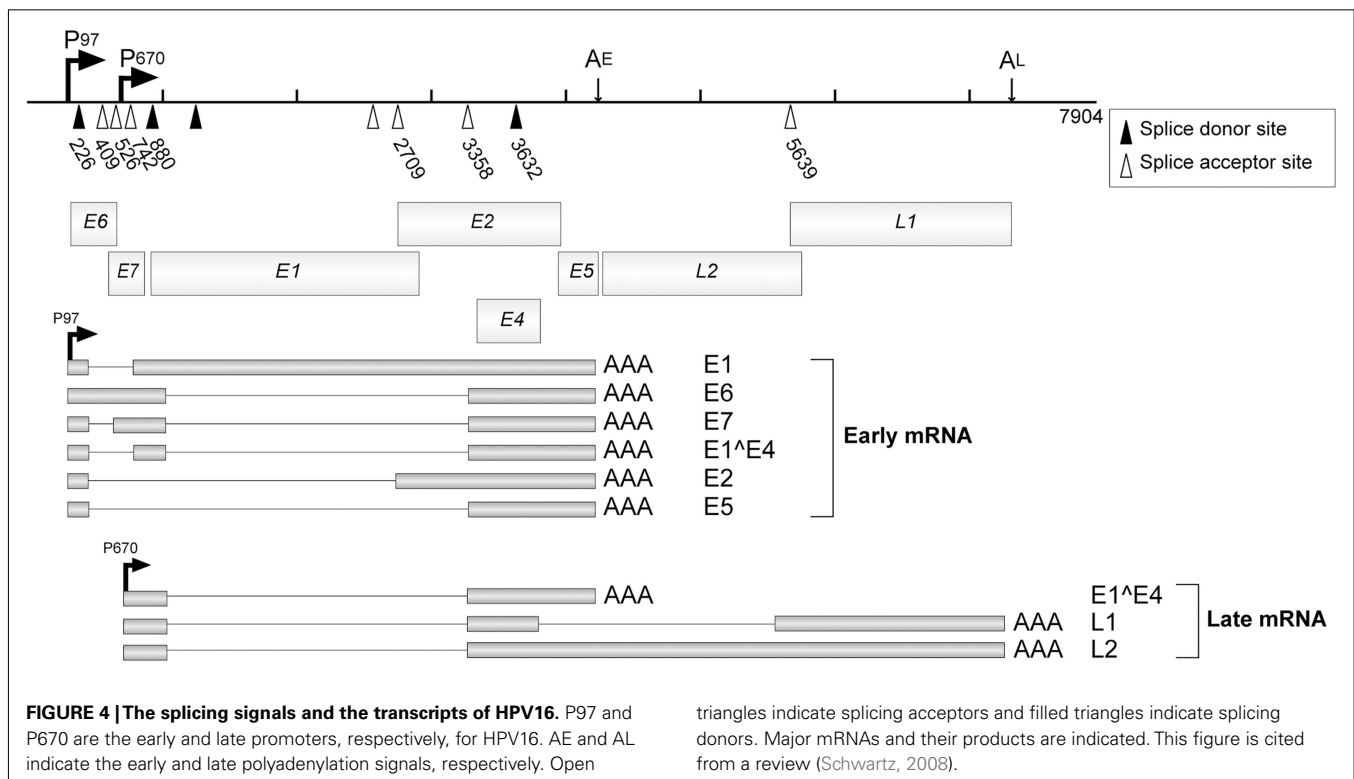 P97
P670
AE
AL
7904
226
409
526
742
880
2709
3358
3632
5639
Splice donor site
Splice acceptor site
E6
E2
L1
E7
E1
E5
L2
E4
P97
AAA E1
AAA E6
AAA E7
AAA E1^E4
AAA E2
AAA E5
Early mRNA
P670
AAA E1^E4
AAA L1
AAA L2
Late mRNA
FIGURE 4 | The splicing signals and the transcripts of HPV16. P97 and
P670 are the early and late promoters, respectively, for HPV16. AE and AL
indicate the early and late polyadenylation signals, respectively. Open
triangles indicate splicing acceptors and filled triangles indicate splicing
donors. Major mRNAs and their products are indicated. This figure is cited
from a review (Schwartz, 2008).